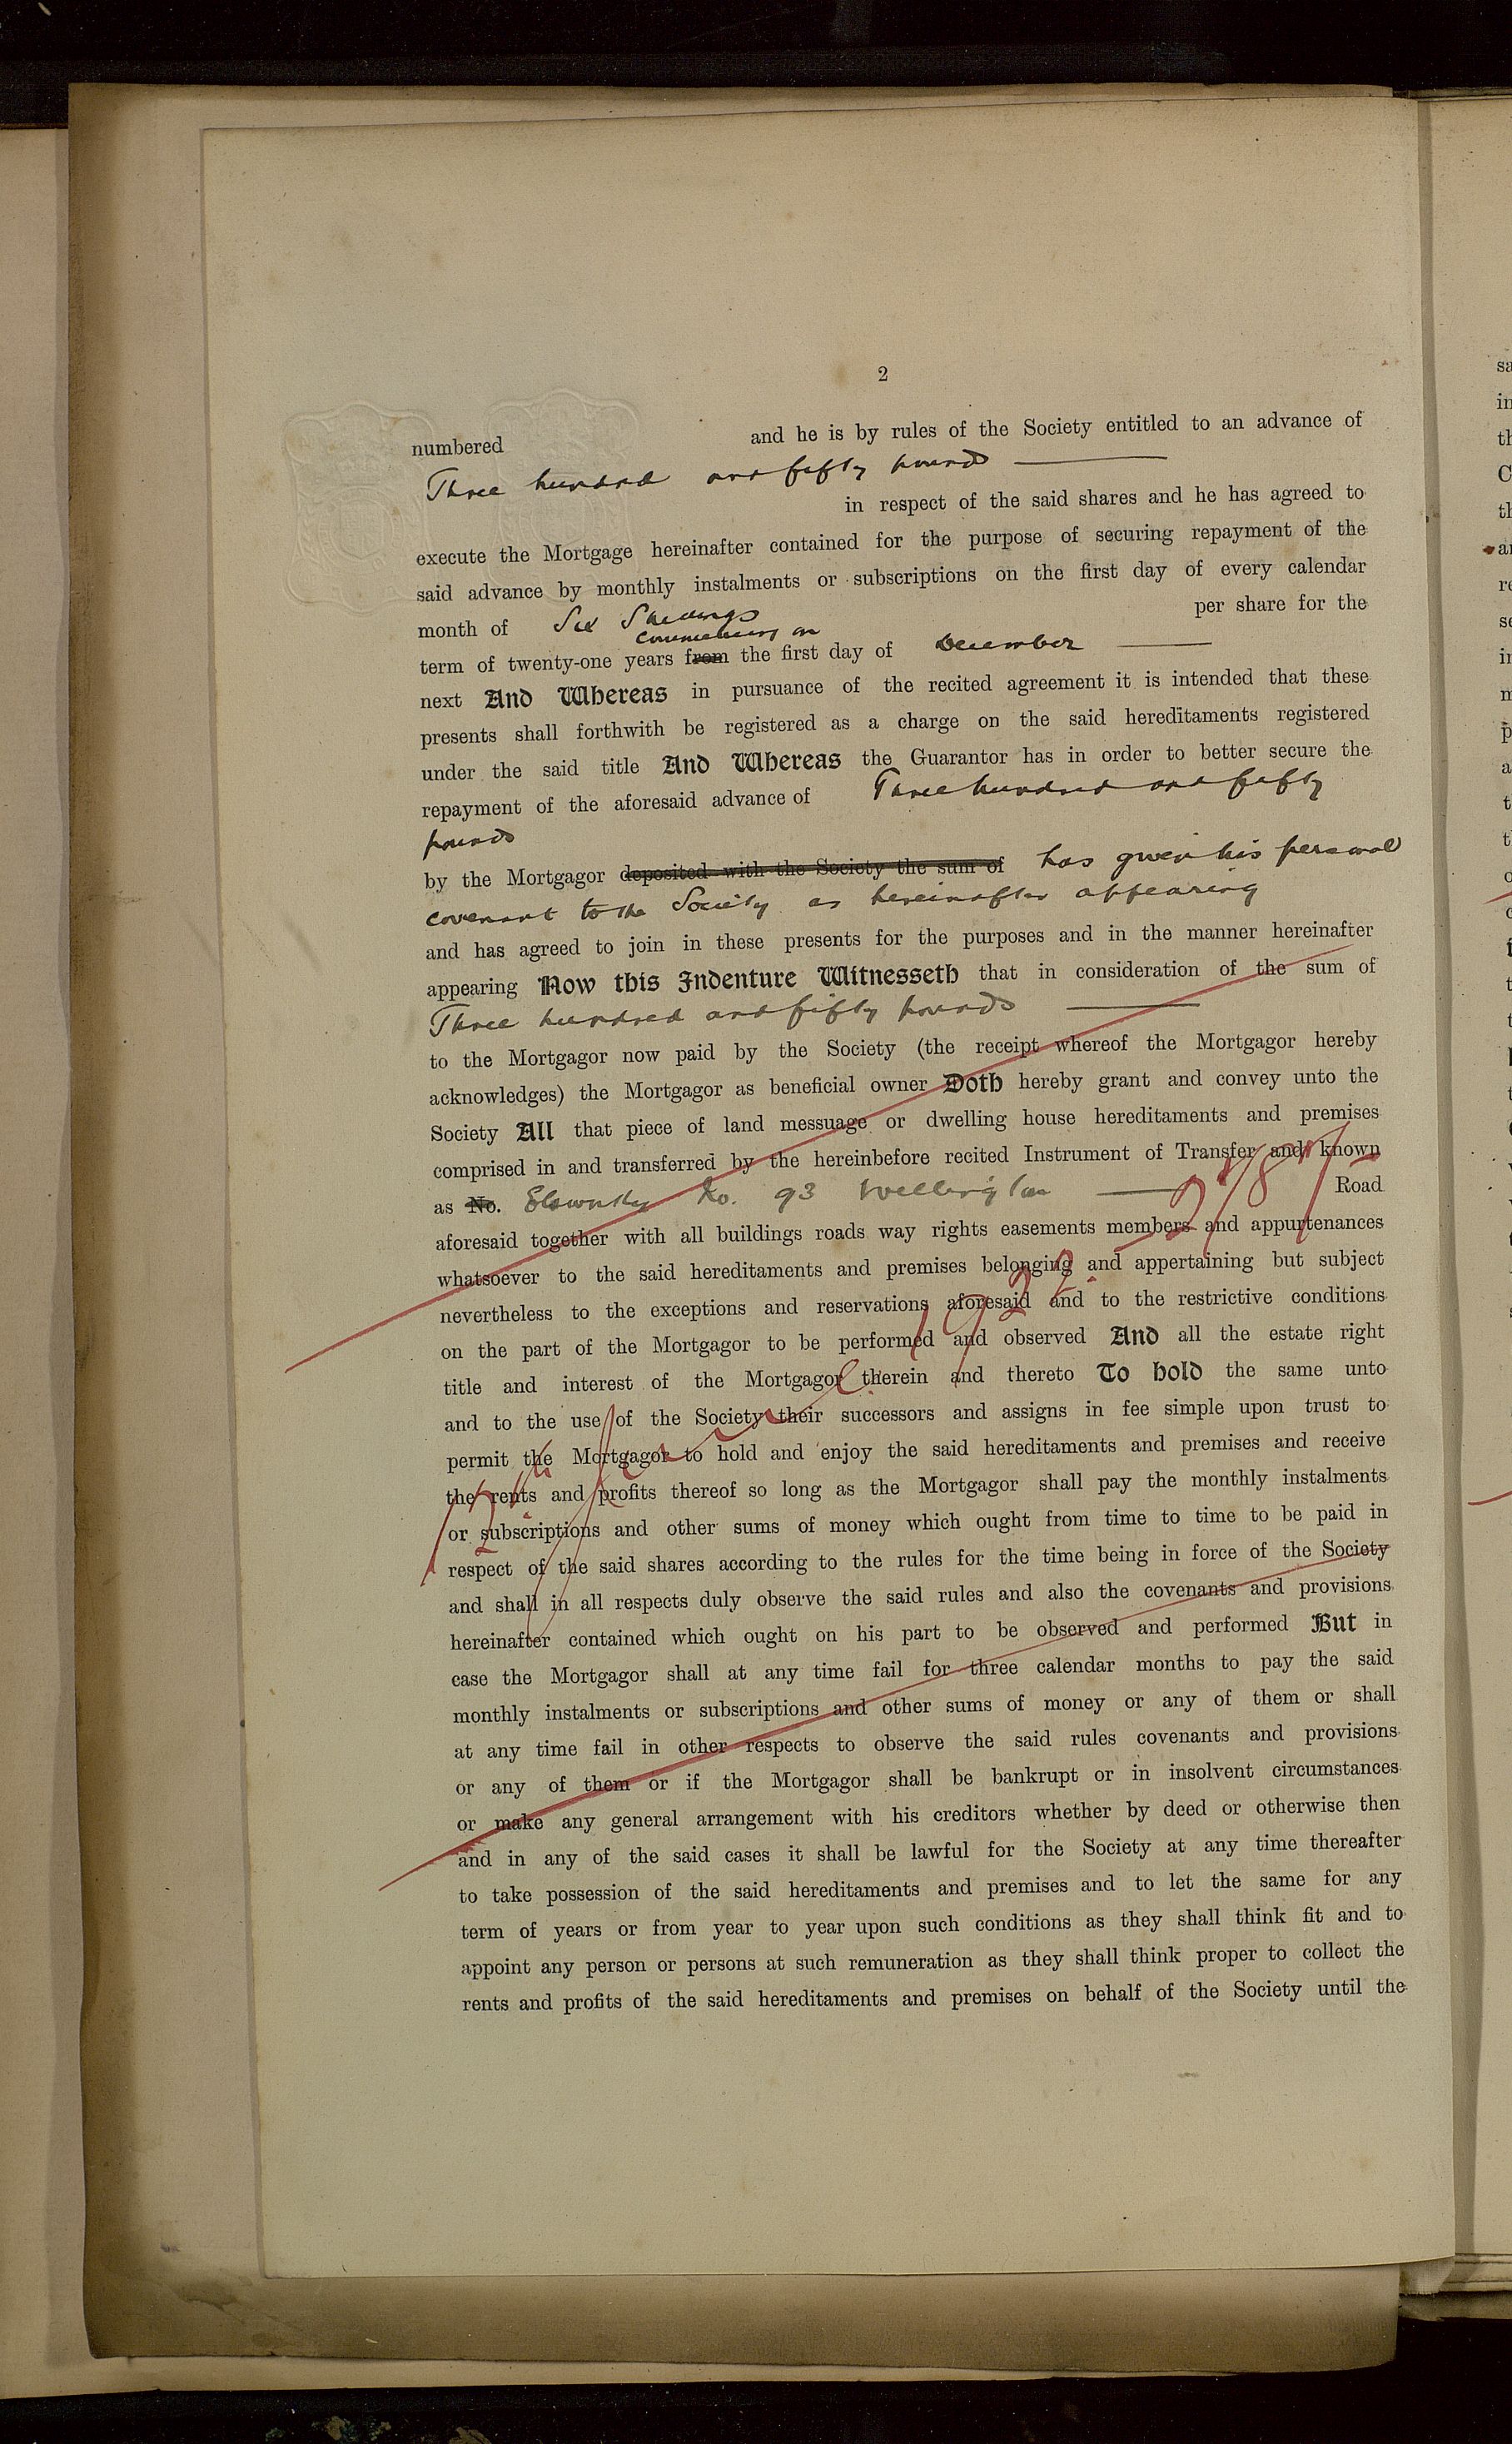 2
numbered and he is by rules of the Society entitled to an advance of
Three hundred and fifty pounds
in respect of the said shares and he has agreed to
execute the Mortgage hereinafter contained for the purpose of securing repayment of the
said advance by monthly instalments or subscriptions on the first day of every calendar
month of Six Shillings per share for the
commencing on
term of twenty-one years from the first day of December
next And Whereas in pursuance of the recited agreement it is intended that these
presents shall forthwith be registered as a charge on the said hereditaments registered
under the said title And Whereas the Guarantor has in order to better secure the
repayment of the aforesaid advance of Three hundred and fifty
pounds
by the Mortgagor deposited with the Society the sum of has given his personal
covenant to the Society as hereinafter appearing
and has agreed to join in these presents for the purposes and in the manner hereinafter
appearing Now this Indenture Witnesseth that in consideration of the sum of
Three hundred and fifty pounds
to the Mortgagor now paid by the Society (the receipt whereof the Mortgagor hereby
acknowledges) the Mortgagor as beneficial owner Doth hereby grant and convey unto the
Society All that piece of land messuage or dwelling house hereditaments and premises
comprised in and transferred by the hereinbefore recited Instrument of Transfer and known
as No. No. 93 Wellington Road
aforesaid together with all buildings roads way rights easements members and appurtenances
whatsoever to the said hereditaments and premises belonging and appertaining but subject
nevertheless to the exceptions and reservations aforesaid and to the restrictive conditions
on the part of the Mortgagor to be performed and observed And all the estate right
title and interest of the Mortgagor therein and thereto To hold the same unto
and to the use of the Society their successors and assigns in fee simple upon trust to
permit the Mortgagor to hold and enjoy the said hereditaments and premises and receive
the rents and profits thereof so long as the Mortgagor shall pay the monthly instalments
or subscriptions and other sums of money which ought from time to time to be paid in
respect of the said shares according to the rules for the time being in force of the Society
and shall in all respects duly observe the said rules and also the covenants and provisions
hereinafter contained which ought on his part to be observed and performed But in
case the Mortgagor shall at any time fail for three calendar months to pay the said
monthly instalments or subscriptions and other sums of money or any of them or shall
at any time fail in other respects to observe the said rules covenants and provisions
or any of them or if the Mortgagor shall be bankrupt or in insolvent circumstances
or make any general arrangement with his creditors whether by deed or otherwise then
and in any of the said cases it shall be lawful for the Society at any time thereafter
to take possession of the said hereditaments and premises and to let the same for any
term of years or from year to year upon such conditions as they shall think fit and to
appoint any person or persons at such remuneration as they shall think proper to collect the
rents and profits of the said hereditaments and premises on behalf of the Society until the